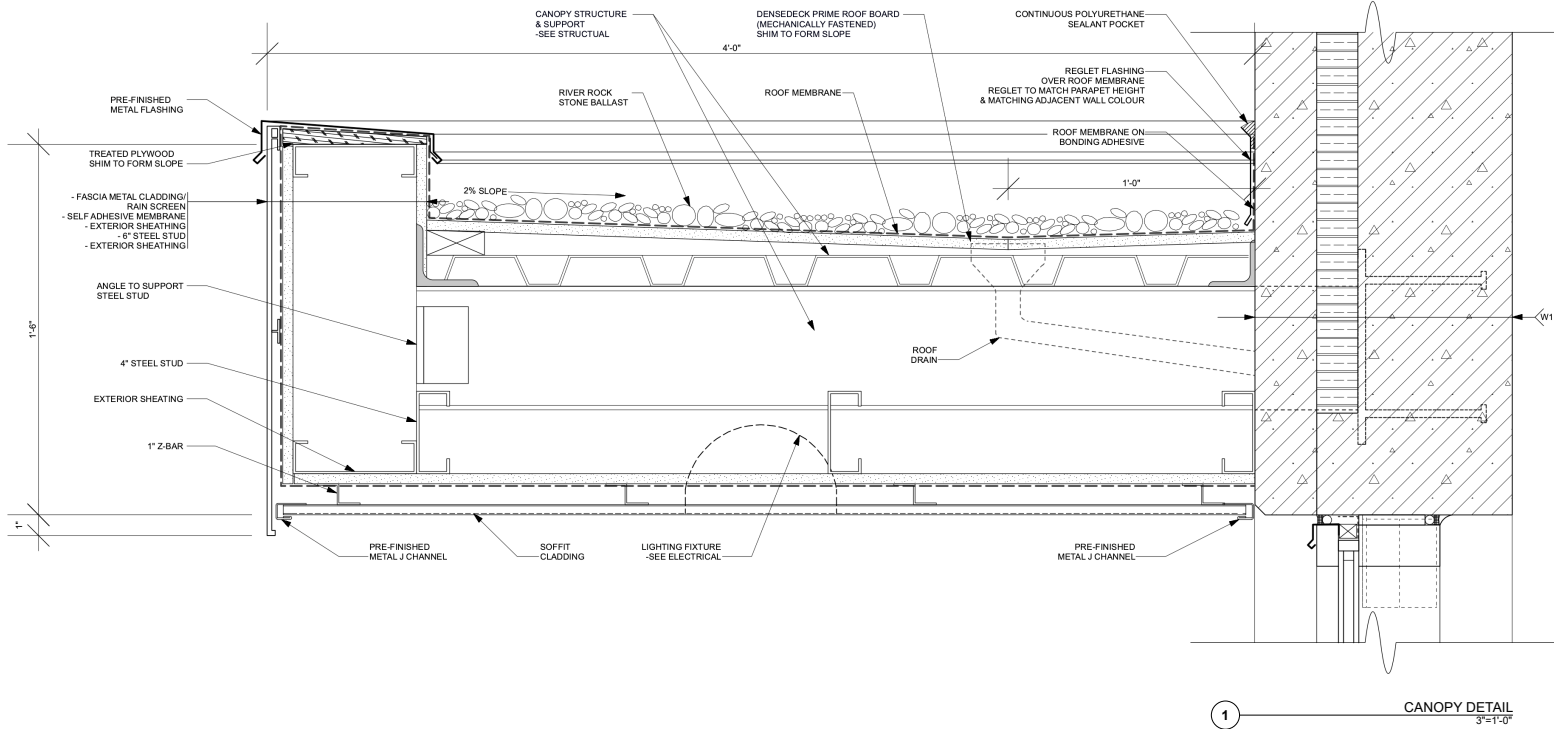 CANOPY STRUCTURE
& SUPPORT
-SEE STRUCTUAL
DENSEDECK PRIME ROOF BOARD
(MECHANICALLY FASTENED)
SHIM TO FORM SLOPE
CONTINUOUS POLYURETHANE
SEALANT POCKET
4'-0"
REGLET FLASHING
OVER ROOF MEMBRANE
REGLET TO MATCH PARAPET HEIGHT
& MATCHING ADJACENT WALL COLOUR
PRE-FINISHED
METAL FLASHING
RIVER ROCK
STONE BALLAST
ROOF MEMBRANE
ROOF MEMBRANE ON
BONDING ADHESIVE
TREATED PLYWOOD
SHIM TO FORM SLOPE
1'-0"
2% SLOPE
- FASCIA METAL CLADDING/
RAIN SCREEN
- SELF ADHESIVE MEMBRANE
- EXTERIOR SHEATHING
- 6" STEEL STUD
- EXTERIOR SHEATHING
ANGLE TO SUPPORT
STEEL STUD
W1
1'-6"
ROOF
DRAIN
4" STEEL STUD
EXTERIOR SHEATING
1" Z-BAR
1"
PRE-FINISHED
METAL J CHANNEL
SOFFIT
CLADDING
LIGHTING FIXTURE
-SEE ELECTRICAL
PRE-FINISHED
METAL J CHANNEL
1
CANOPY DETAIL
3"=1'-0"